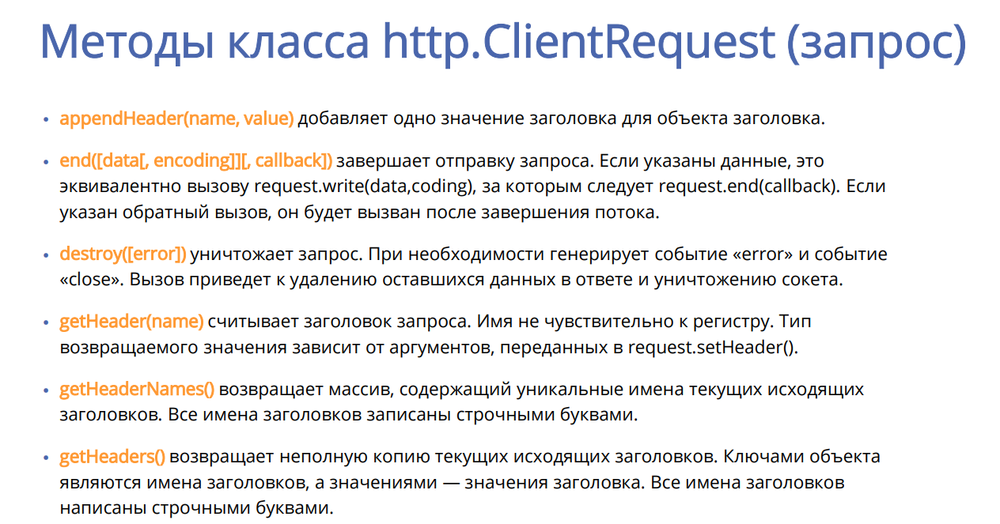 Методы класса http.ClientRequest (запрос)
• appendHeader(name, value) добавляет одно значение заголовка для объекта заголовка.
• end([data[, encoding]][, callback]) завершает отправку запроса. Если указаны данные, это
эквивалентно вызову request.write(data,coding), за которым следует request.end(callback). Если
указан обратный вызов, он будет вызван после завершения потока.
• destroy([error]) уничтожает запрос. При необходимости генерирует событие «error» и событие
«close». Вызов приведет к удалению оставшихся данных в ответе и уничтожению сокета.
• getHeader(name) считывает заголовок запроса. Имя не чувствительно к регистру. Тип
возвращаемого значения зависит от аргументов, переданных в request.setHeader().
• getHeaderNames() возвращает массив, содержащий уникальные имена текущих исходящих
заголовков. Все имена заголовков записаны строчными буквами.
• getHeaders() возвращает неполную копию текущих исходящих заголовков. Ключами объекта
являются имена заголовков, а значениями — значения заголовка. Все имена заголовков
написаны строчными буквами.